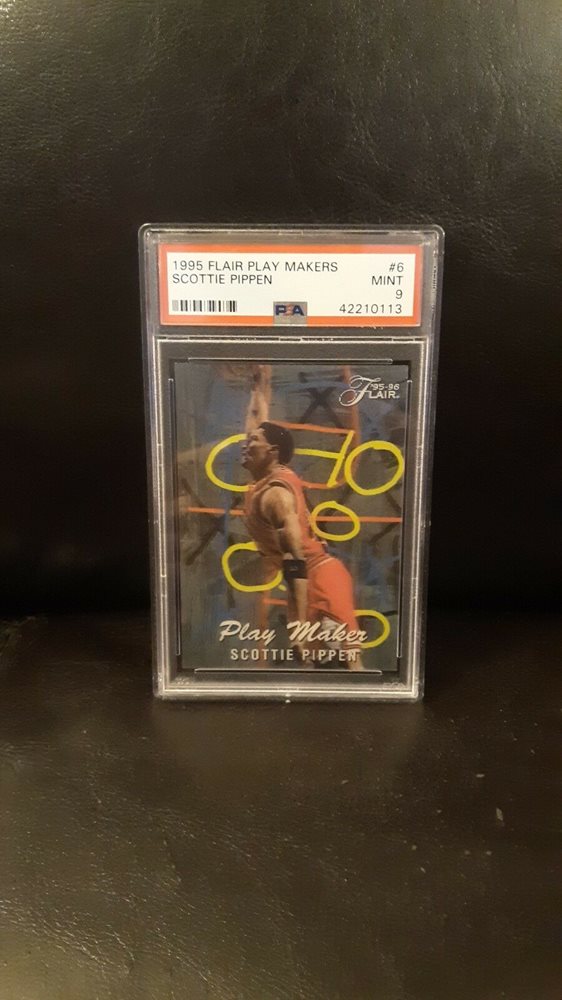 1995 FLAIR PLAY MAKERS #6
SCOTTIE PIPPEN MINT
9
PSA 42210113
'95-96
FLAIR
Play Maker
SCOTTIE PIPPEN